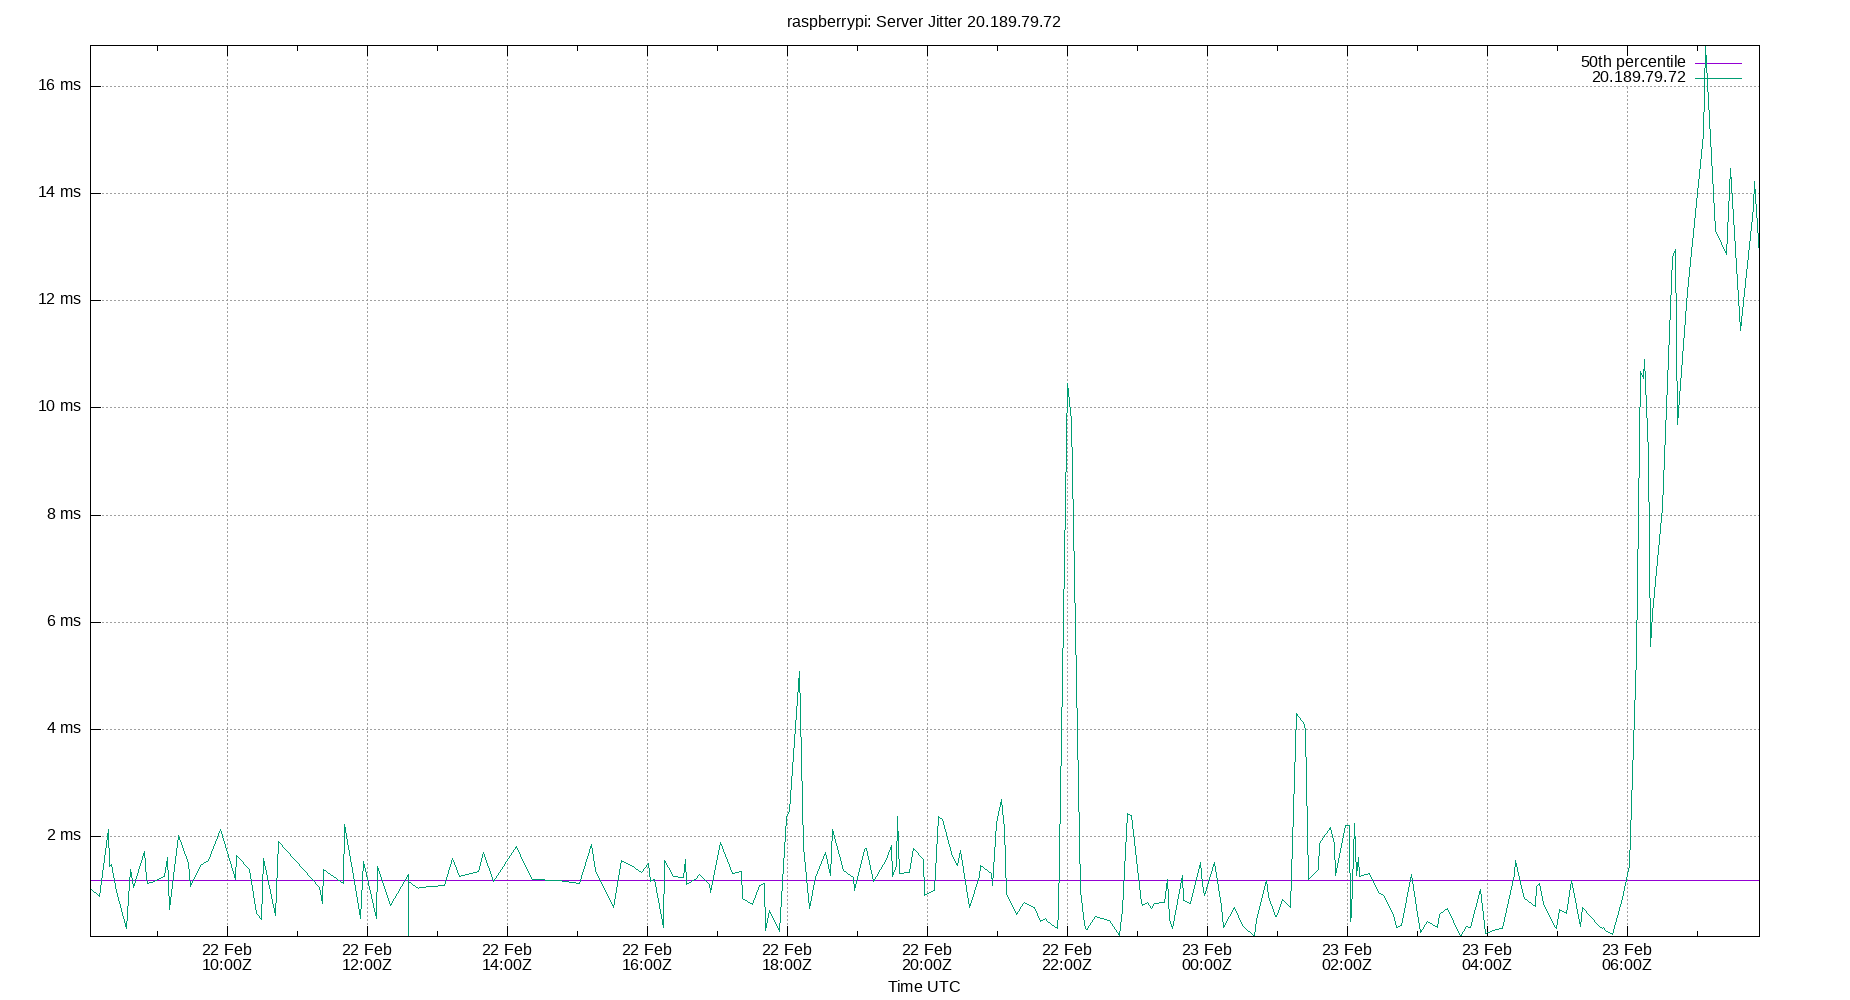 raspberrypi: Server Jitter 20.189.79.72
50th percentile
20.189.79.72
16 ms
14 ms
12 ms
10 ms
8 ms
6 ms
4 ms
2 ms
22 Feb 22 Feb 22 Feb 22 Feb 22 Feb 22 Feb 22 Feb 23 Feb 23 Feb 23 Feb 23 Feb
10:00Z 12:00Z 14:00Z 16:00Z 18:00Z 20:00Z 22:00Z 00:00Z 02:00Z 04:00Z 06:00Z
Time UTC